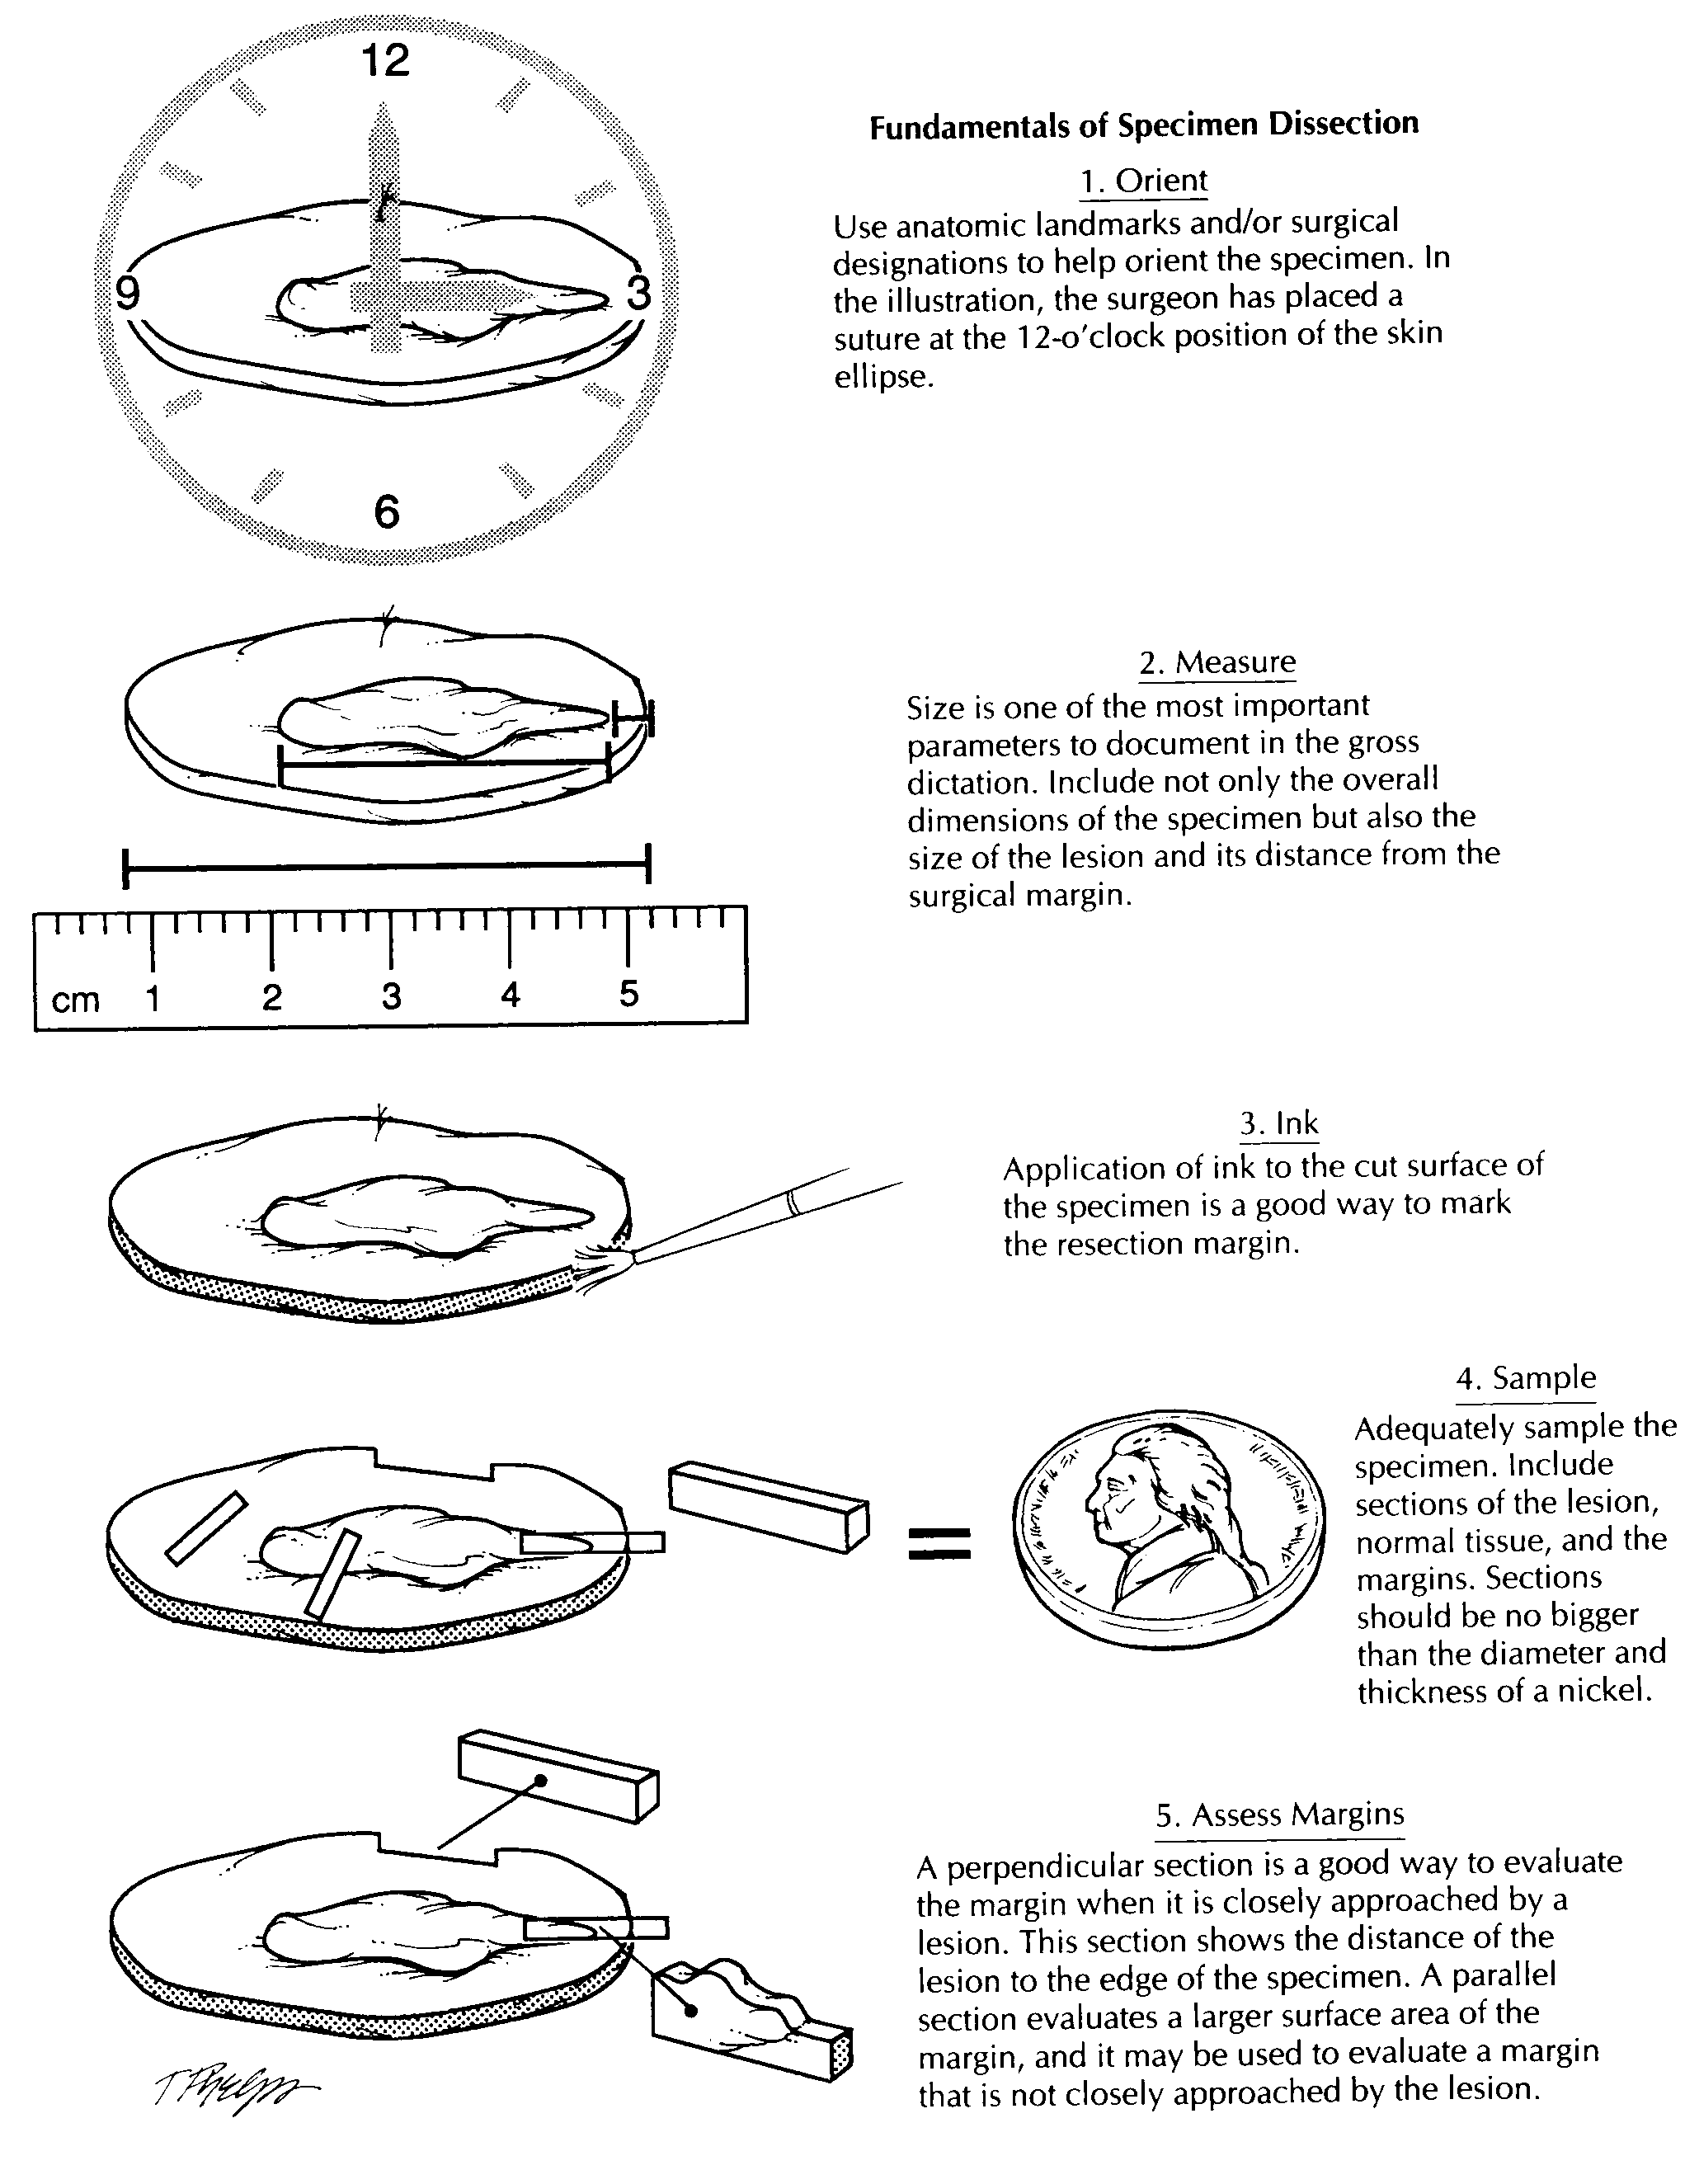 12
9
3
6
Fundamentals of Specimen Dissection
1. Orient
Use anatomic landmarks and/or surgical
designations to help orient the specimen. In
the illustration, the surgeon has placed a
suture at the 12-o'clock position of the skin
ellipse.
2. Measure
Size is one of the most important
parameters to document in the gross
dictation. Include not only the overall
dimensions of the specimen but also the
size of the lesion and its distance from the
surgical margin.
cm 1 2 3 4 5
3. Ink
Application of ink to the cut surface of
the specimen is a good way to mark
the resection margin.
4. Sample
Adequately sample the
specimen. Include
sections of the lesion,
normal tissue, and the
margins. Sections
should be no bigger
than the diameter and
thickness of a nickel.
=
5. Assess Margins
A perpendicular section is a good way to evaluate
the margin when it is closely approached by a
lesion. This section shows the distance of the
lesion to the edge of the specimen. A parallel
section evaluates a larger surface area of the
margin, and it may be used to evaluate a margin
that is not closely approached by the lesion.
T Phelps